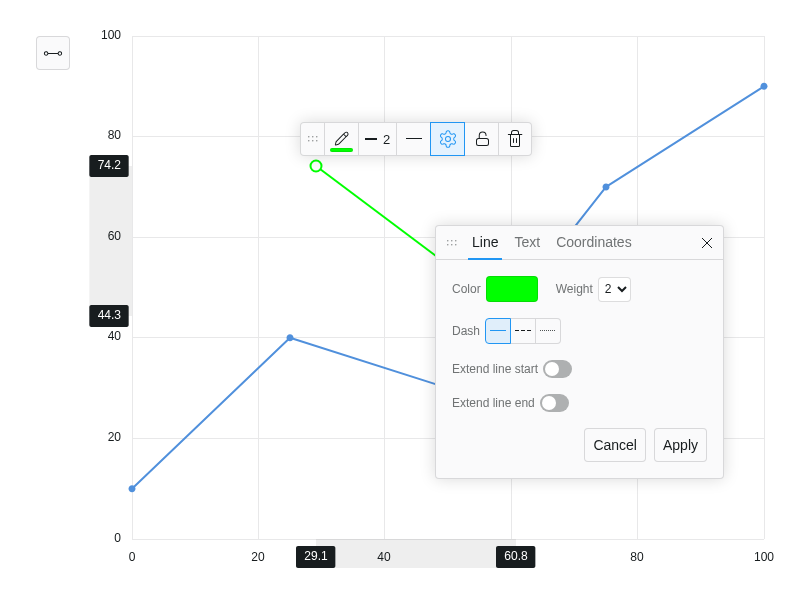 100
80
2
74.2
60
Line Text Coordinates
Color Weight 2
44.3
Dash
40
Extend line start
Extend line end
20
Cancel Apply
0
0 20 29.1 40 60.8 80 100